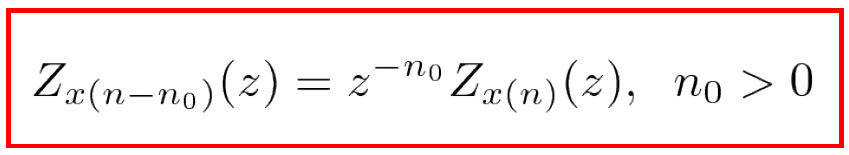 Z_{x(n-n_0)}(z) = z^{-n_0} Z_{x(n)}(z),  n_0 > 0